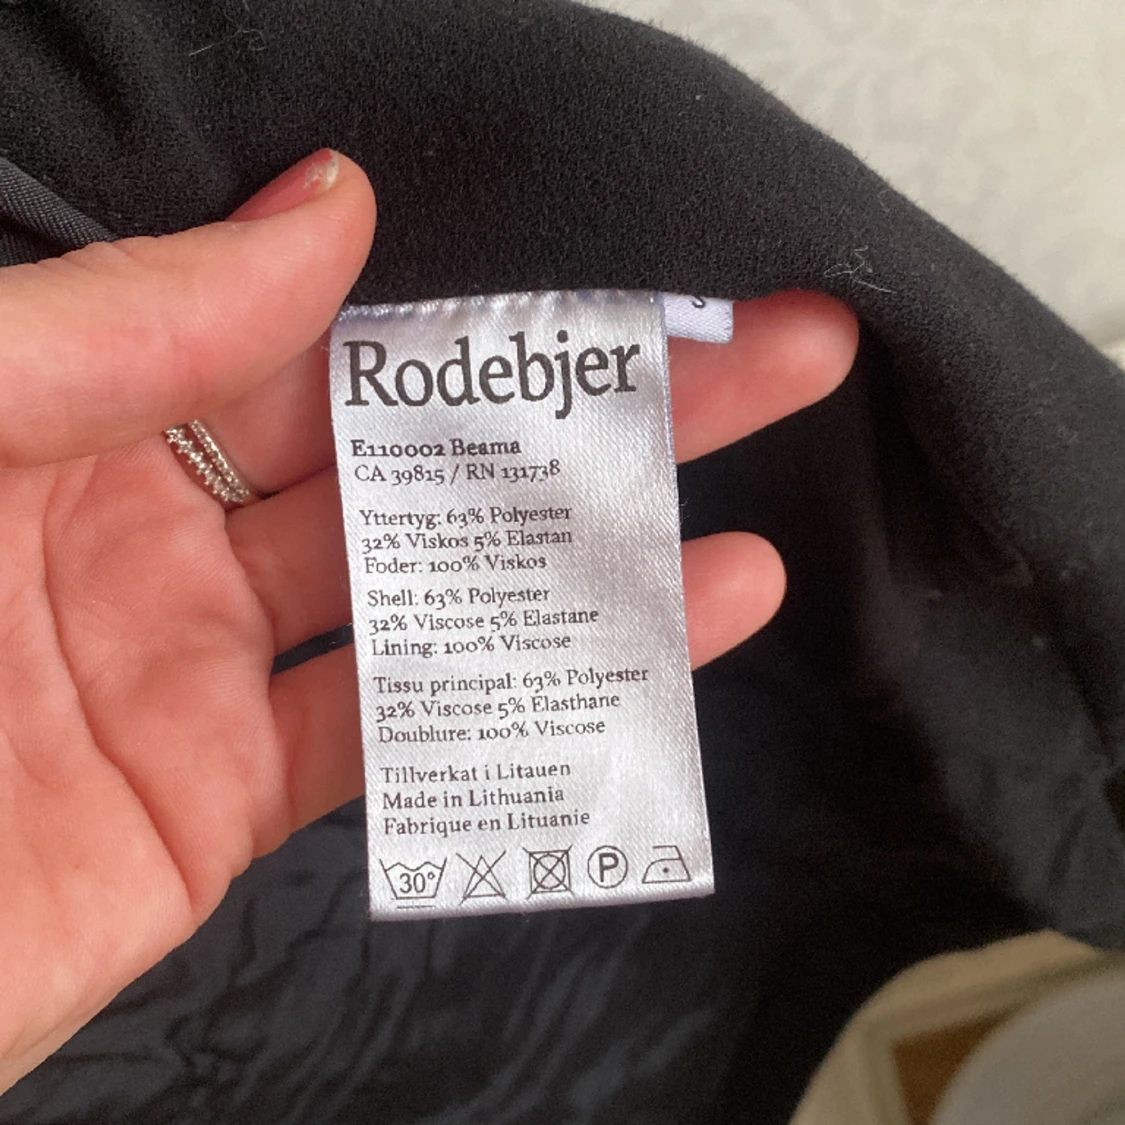 Rodebjer
E110002 Beama
CA 39815 / RN 131738
Yttertyg: 63% Polyester
32% Viskos 5% Elastan
Foder: 100% Viskos
Shell: 63% Polyester
32% Viscose 5% Elastane
Lining: 100% Viscose
Tissu principal: 63% Polyester
32% Viscose 5% Elasthane
Doublure: 100% Viscose
Tillverkat i Litauen
Made in Lithuania
Fabrique en Lituanie
30° P